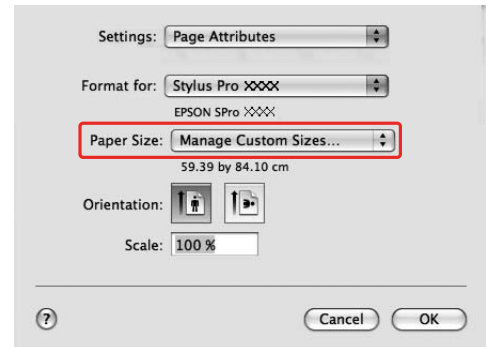 Settings: Page Attributes
Format for: Stylus Pro XXXX
EPSON SPro XXXX
Paper Size: Manage Custom Sizes...
59.39 by 84.10 cm
Orientation:
Scale: 100 %
? Cancel OK